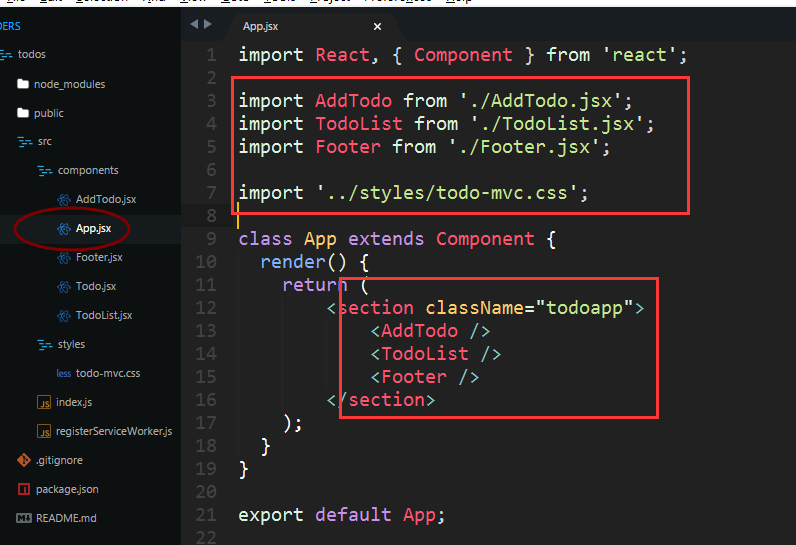 DERS
todos
node_modules
public
src
components
AddTodo.jsx
App.jsx
Footer.jsx
Todo.jsx
TodoList.jsx
styles
less todo-mvc.css
JS index.js
JS registerServiceWorker.js
.gitignore
package.json
README.md
App.jsx ×
1 import React, { Component } from 'react';
2
3 import AddTodo from './AddTodo.jsx';
4 import TodoList from './TodoList.jsx';
5 import Footer from './Footer.jsx';
6
7 import '../styles/todo-mvc.css';
8
9 class App extends Component {
10 render() {
11 return (
12 <section className="todoapp">
13 <AddTodo />
14 <TodoList />
15 <Footer />
16 </section>
17 );
18 }
19 }
20
21 export default App;
22